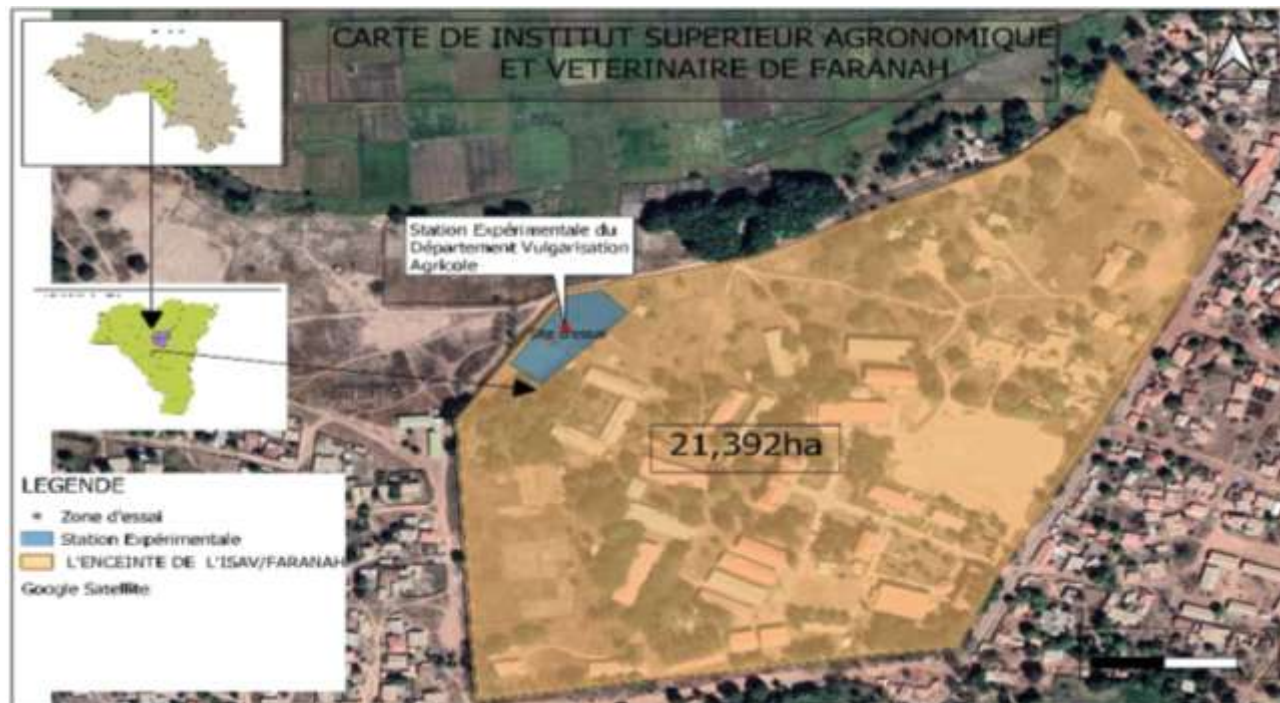 CARTE DE INSTITUT SUPERIEUR AGRONOMIQUE
ET VETERINAIRE DE FARANAH
Station Expérimentale du
Département Vulgarisation
Agricole
21,392ha
LEGENDE
Zone d'essai
Station Expérimentale
L'ENCEINTE DE L'ISAV/FARANAH
Google Satellite